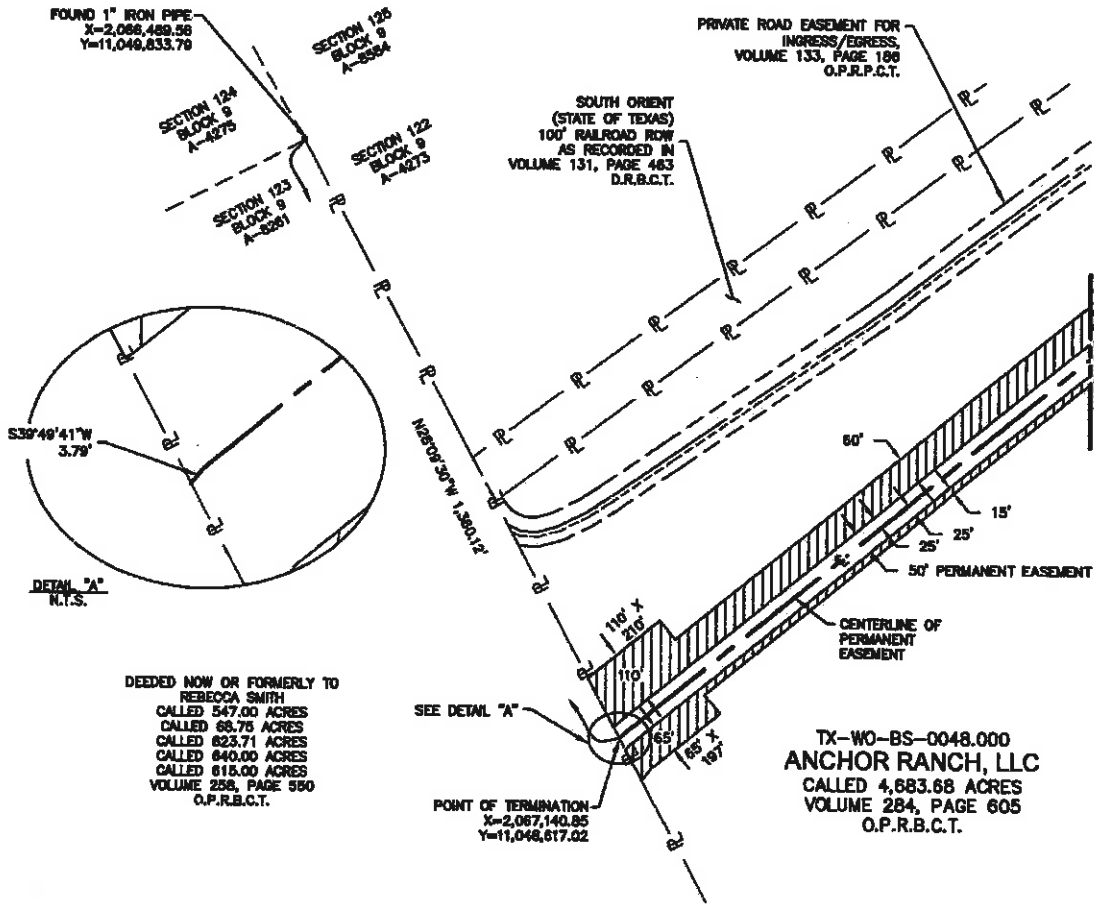 FOUND 1" IRON PIPE
X=2,066,489.56
Y=11,049,833.79
SECTION 125
BLOCK 9
A-8584
SECTION 124
BLOCK 9
A-4275
SECTION 122
BLOCK 9
A-4273
SECTION 123
BLOCK 9
A-8261
PRIVATE ROAD EASEMENT FOR
INGRESS/EGRESS,
VOLUME 133, PAGE 186
O.P.R.P.C.T.
SOUTH ORIENT
(STATE OF TEXAS)
100' RAILROAD ROW
AS RECORDED IN
VOLUME 131, PAGE 463
D.R.B.C.T.
S39°49'41"W
3.79'
DETAIL "A"
N.T.S.
N26°09'30"W 1,380.12'
60'
15'
25'
25'
50' PERMANENT EASEMENT
CENTERLINE OF
PERMANENT
EASEMENT
110' X
210'
110'
65'
65' X
197'
SEE DETAIL "A"
DEEDED NOW OR FORMERLY TO
REBECCA SMITH
CALLED 547.00 ACRES
CALLED 68.75 ACRES
CALLED 623.71 ACRES
CALLED 640.00 ACRES
CALLED 615.00 ACRES
VOLUME 258, PAGE 550
O.P.R.B.C.T.
POINT OF TERMINATION
X=2,067,140.85
Y=11,048,617.02
TX-WO-BS-0048.000
ANCHOR RANCH, LLC
CALLED 4,683.68 ACRES
VOLUME 284, PAGE 605
O.P.R.B.C.T.